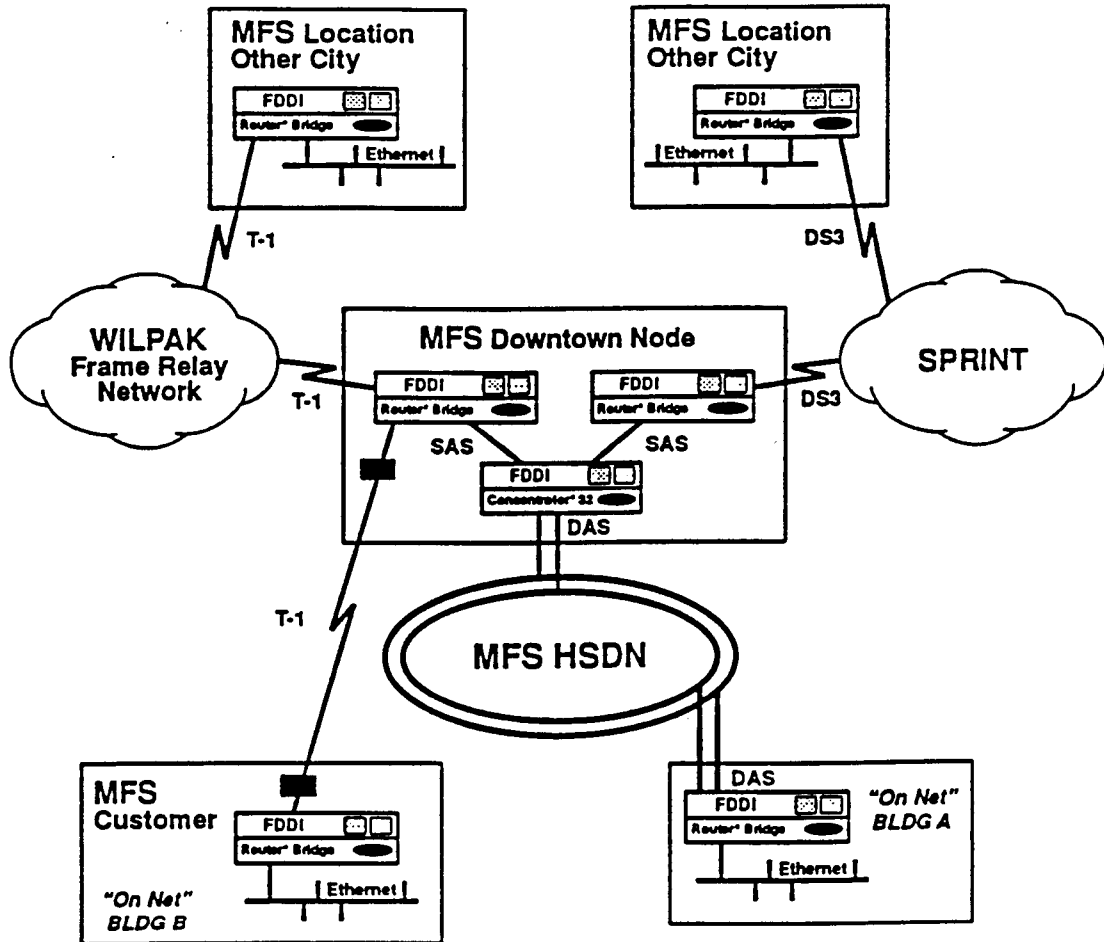 MFS Location
Other City
FDDI
Router* Bridge
Ethernet
MFS Location
Other City
FDDI
Router* Bridge
Ethernet
T-1
DS3
WILPAK
Frame Relay
Network
T-1
MFS Downtown Node
FDDI
Router* Bridge
FDDI
Router* Bridge
SAS
SAS
FDDI
Concentrator* 32
DAS
DS3
SPRINT
T-1
MFS HSDN
MFS
Customer
FDDI
Router* Bridge
Ethernet
"On Net"
BLDG B
DAS
FDDI
Router* Bridge
Ethernet
"On Net"
BLDG A